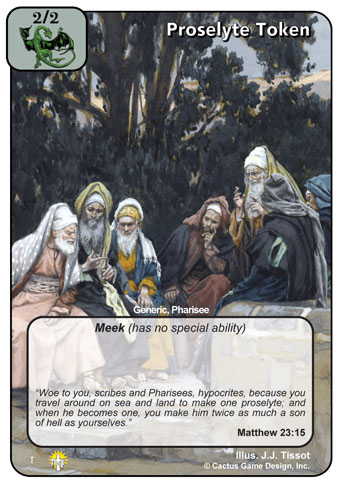 2/2
Proselyte Token
Generic, Pharisee
Meek (has no special ability)
“Woe to you, scribes and Pharisees, hypocrites, because you
travel around on sea and land to make one proselyte; and
when he becomes one, you make him twice as much a son
of hell as yourselves.”
Matthew 23:15
T
Illus. J.J. Tissot
© Cactus Game Design, Inc.